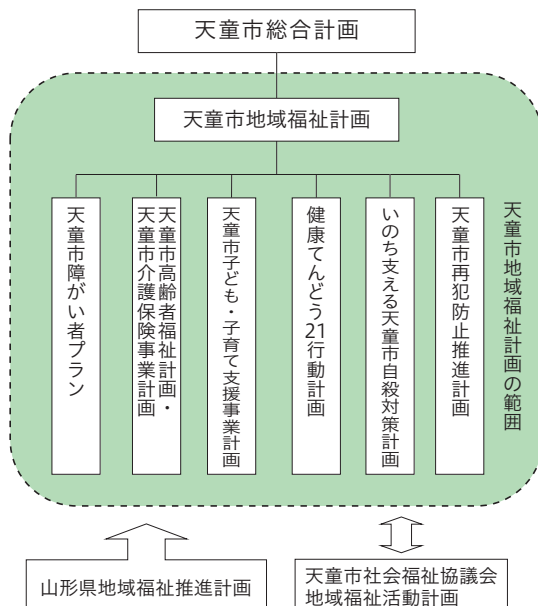 天童市総合計画
天童市地域福祉計画
天童市障がい者プラン
天童市高齢者福祉計画・
天童市介護保険事業計画
天童市子ども・子育て支援事業計画
健康てんどう21行動計画
いのち支える天童市自殺対策計画
天童市再犯防止推進計画
天童市地域福祉計画の範囲
山形県地域福祉推進計画
天童市社会福祉協議会
地域福祉活動計画